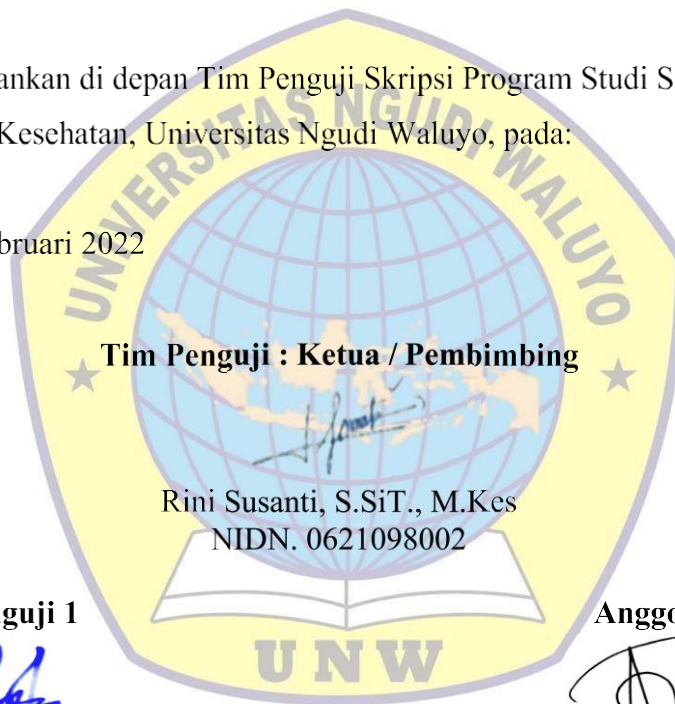 ankan di depan Tim Penguji Skripsi Program Studi S
Kesehatan, Universitas Ngudi Waluyo, pada:
UNIVERSITAS NGUDI WALUYO
bruari 2022
Tim Penguji : Ketua / Pembimbing
Rini Susanti, S.SiT., M.Kes
NIDN. 0621098002
guji 1 Anggo
UNW